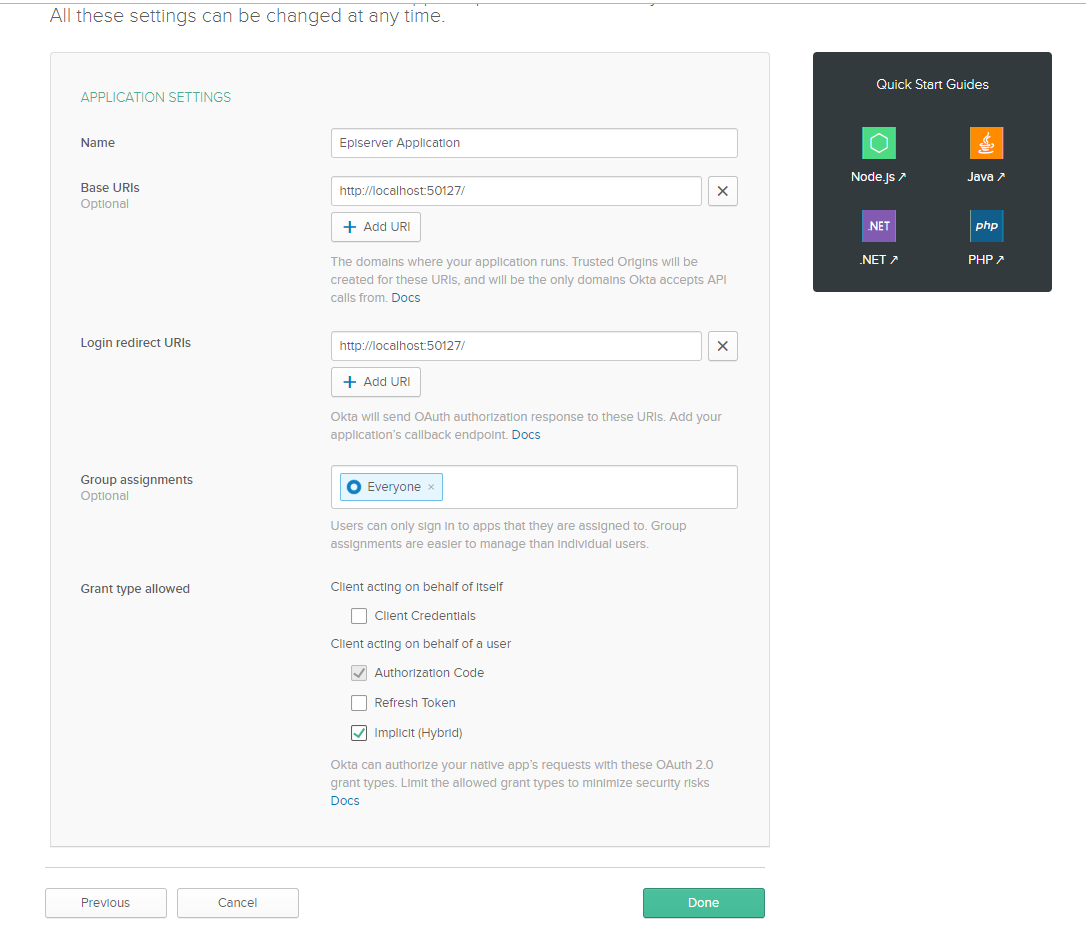 All these settings can be changed at any time.
APPLICATION SETTINGS
Name
Episerver Application
Base URIs
Optional
http://localhost:50127/
Add URI
The domains where your application runs. Trusted Origins will be
created for these URIs, and will be the only domains Okta accepts API
calls from. Docs
Login redirect URIs
http://localhost:50127/
Add URI
Okta will send OAuth authorization response to these URIs. Add your
application's callback endpoint. Docs
Group assignments
Optional
Everyone ×
Users can only sign in to apps that they are assigned to. Group
assignments are easier to manage than individual users.
Grant type allowed
Client acting on behalf of itself
Client Credentials
Client acting on behalf of a user
Authorization Code
Refresh Token
Implicit (Hybrid)
Okta can authorize your native app's requests with these OAuth 2.0
grant types. Limit the allowed grant types to minimize security risks
Docs
Previous
Cancel
Done
Quick Start Guides
Node.js ↗
Java ↗
.NET
php
.NET ↗
PHP ↗